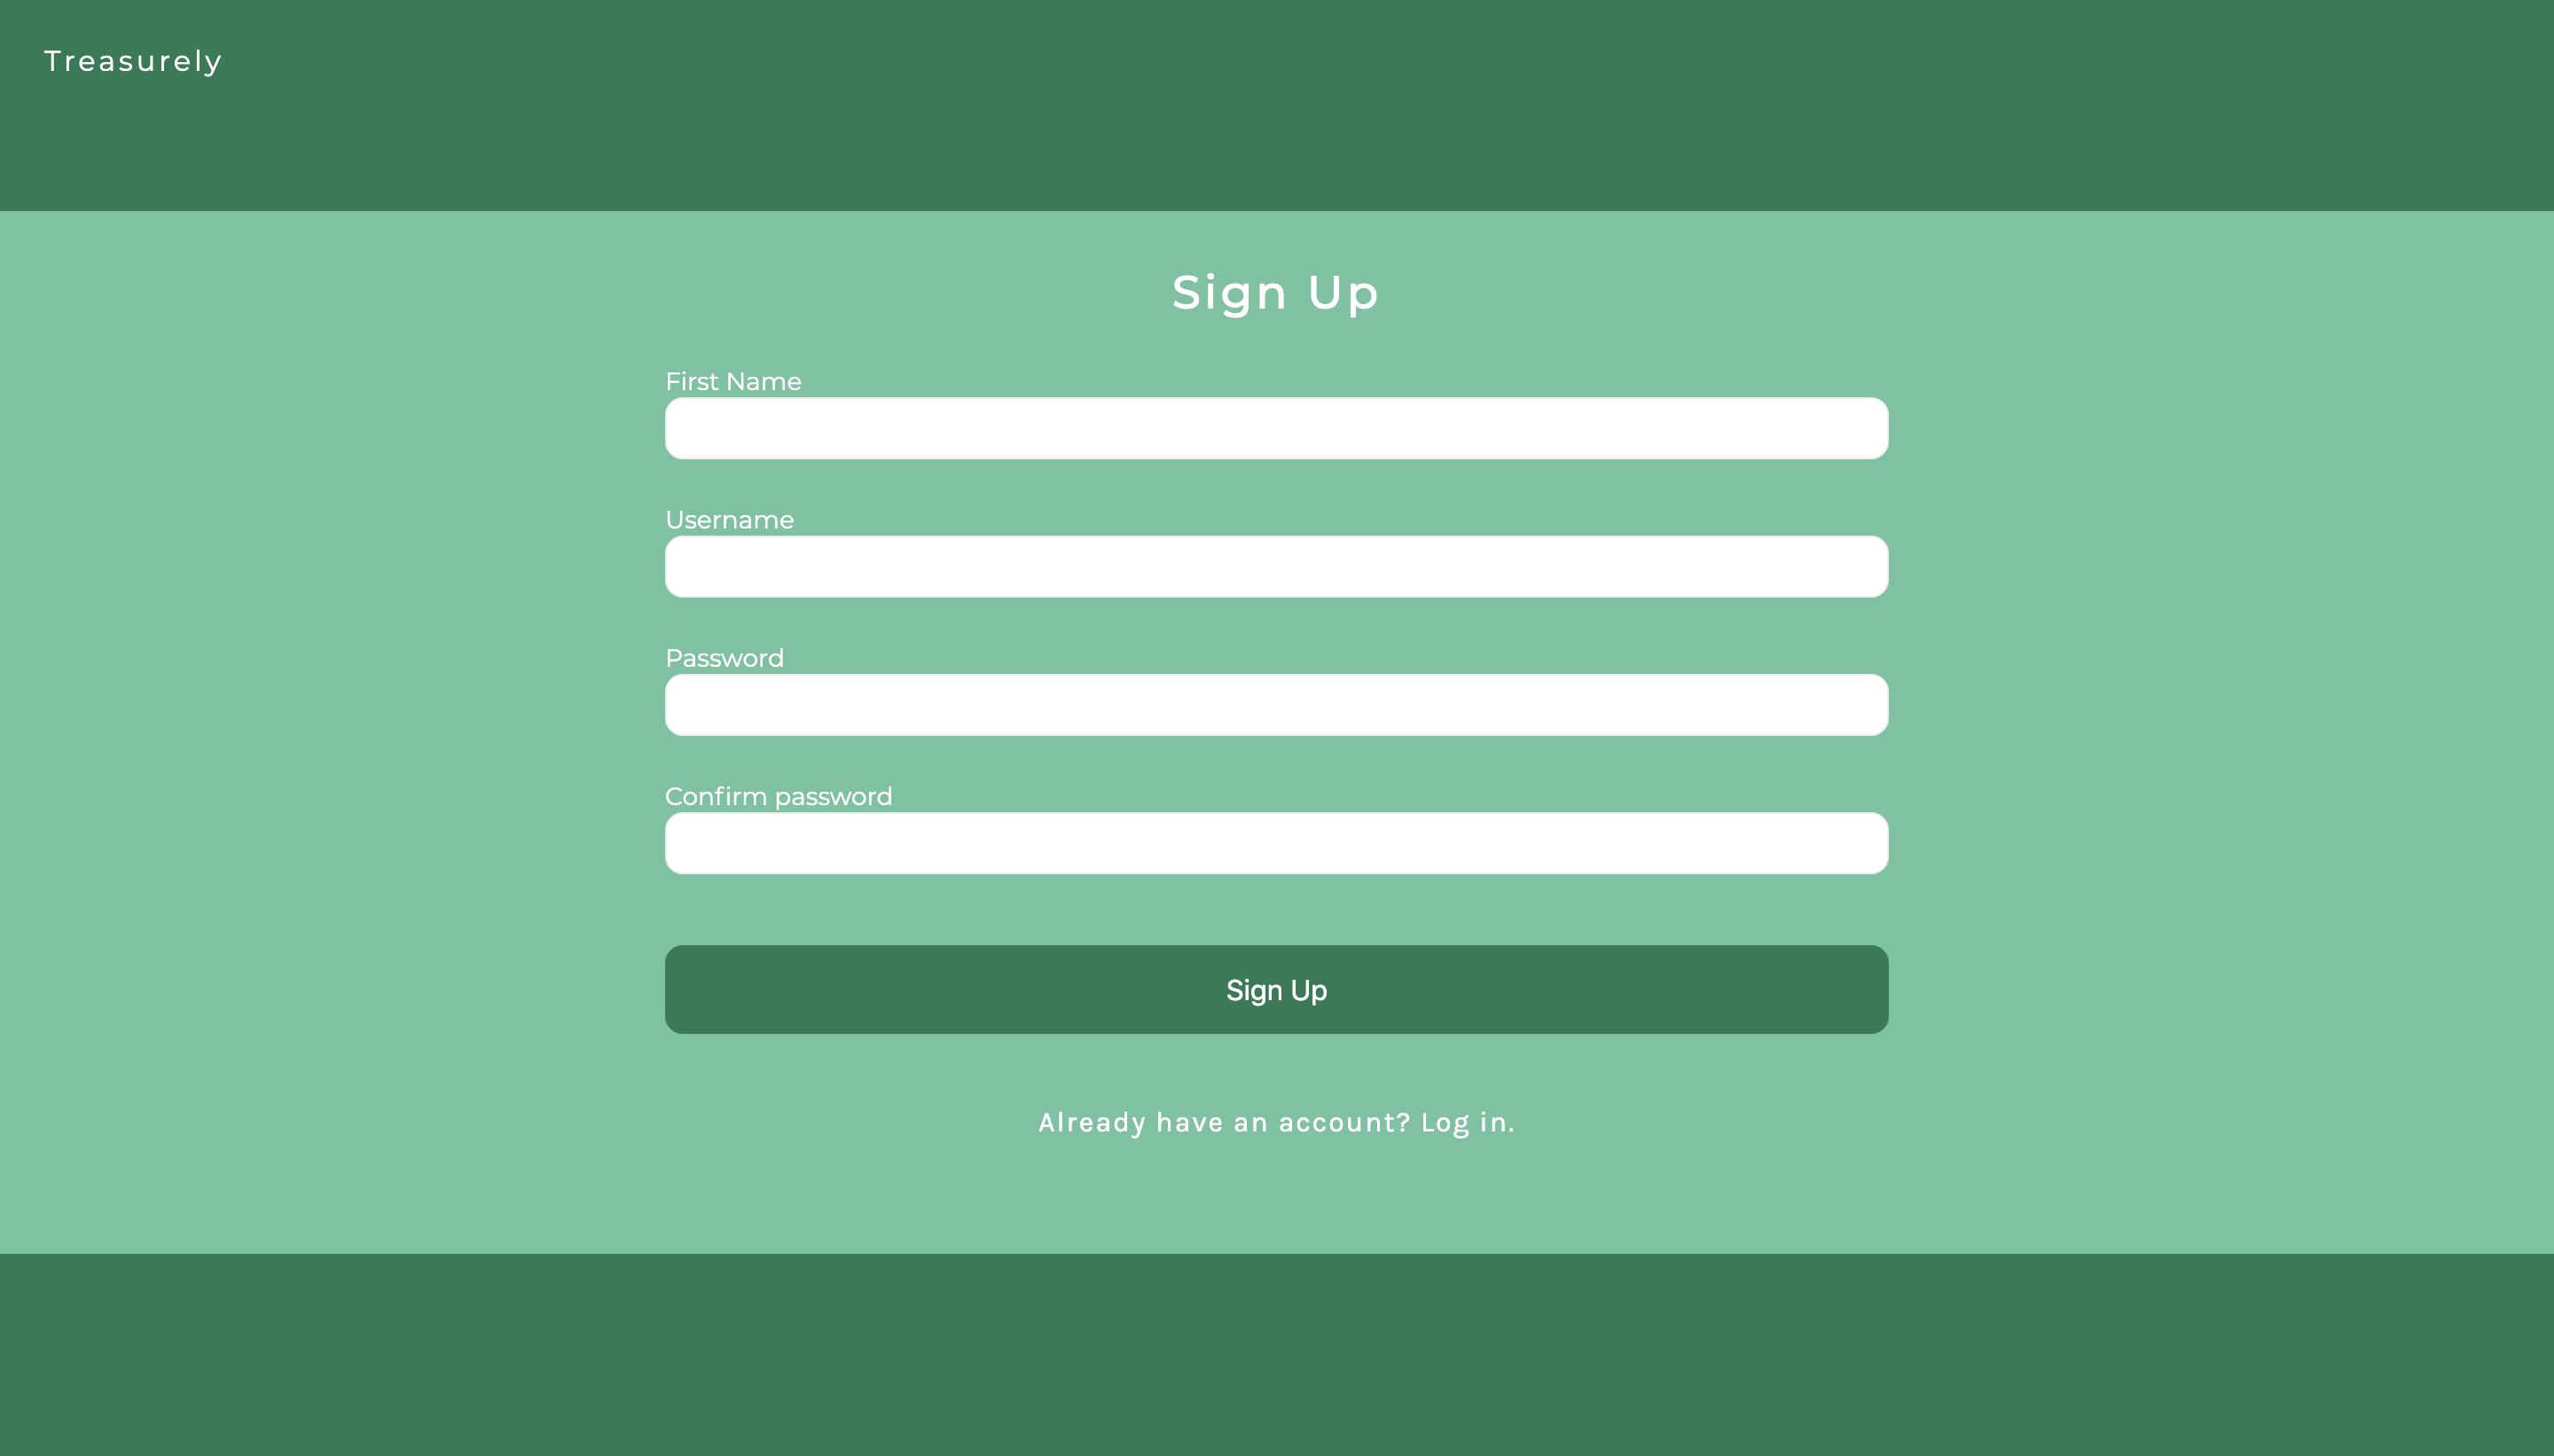 Treasurely
Sign Up
First Name
Username
Password
Confirm password
Sign Up
Already have an account? Log in.